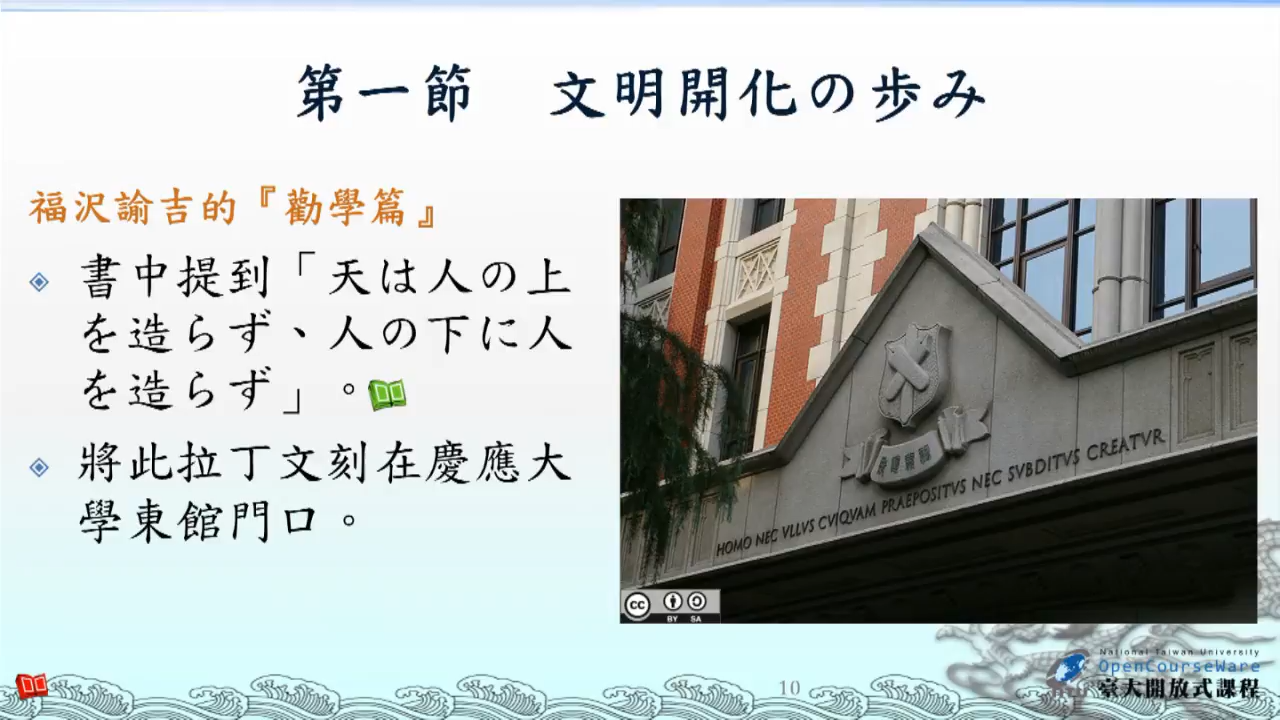 第一節　文明開化の歩み
福沢諭吉的『勸學篇』
書中提到「天は人の上
を造らず、人の下に人
を造らず」。
將此拉丁文刻在慶應大
學東館門口。
HOMO NEC VLLVS CVIQVAM PRAEPOSITVS NEC SVBDITVS CREATVR
cc BY SA
10
National Taiwan University
OpenCourseWare
臺大開放式課程